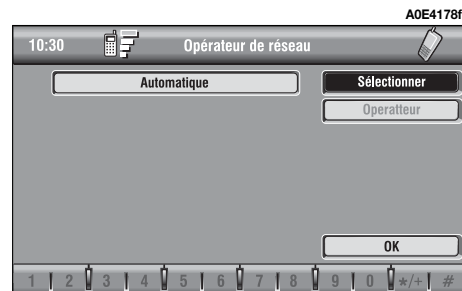 A0E4178f
10:30 Opérateur de réseau
Automatique Sélectionner
Operatteur
OK
1 2 3 4 5 6 7 8 9 0 */+ #